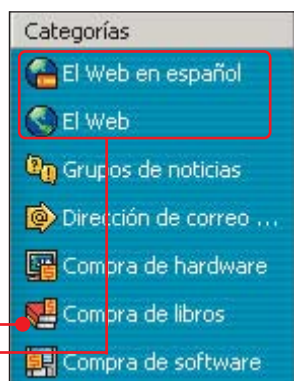 Categorías
El Web en español
El Web
Grupos de noticias
Dirección de correo ...
Compra de hardware
Compra de libros
Compra de software